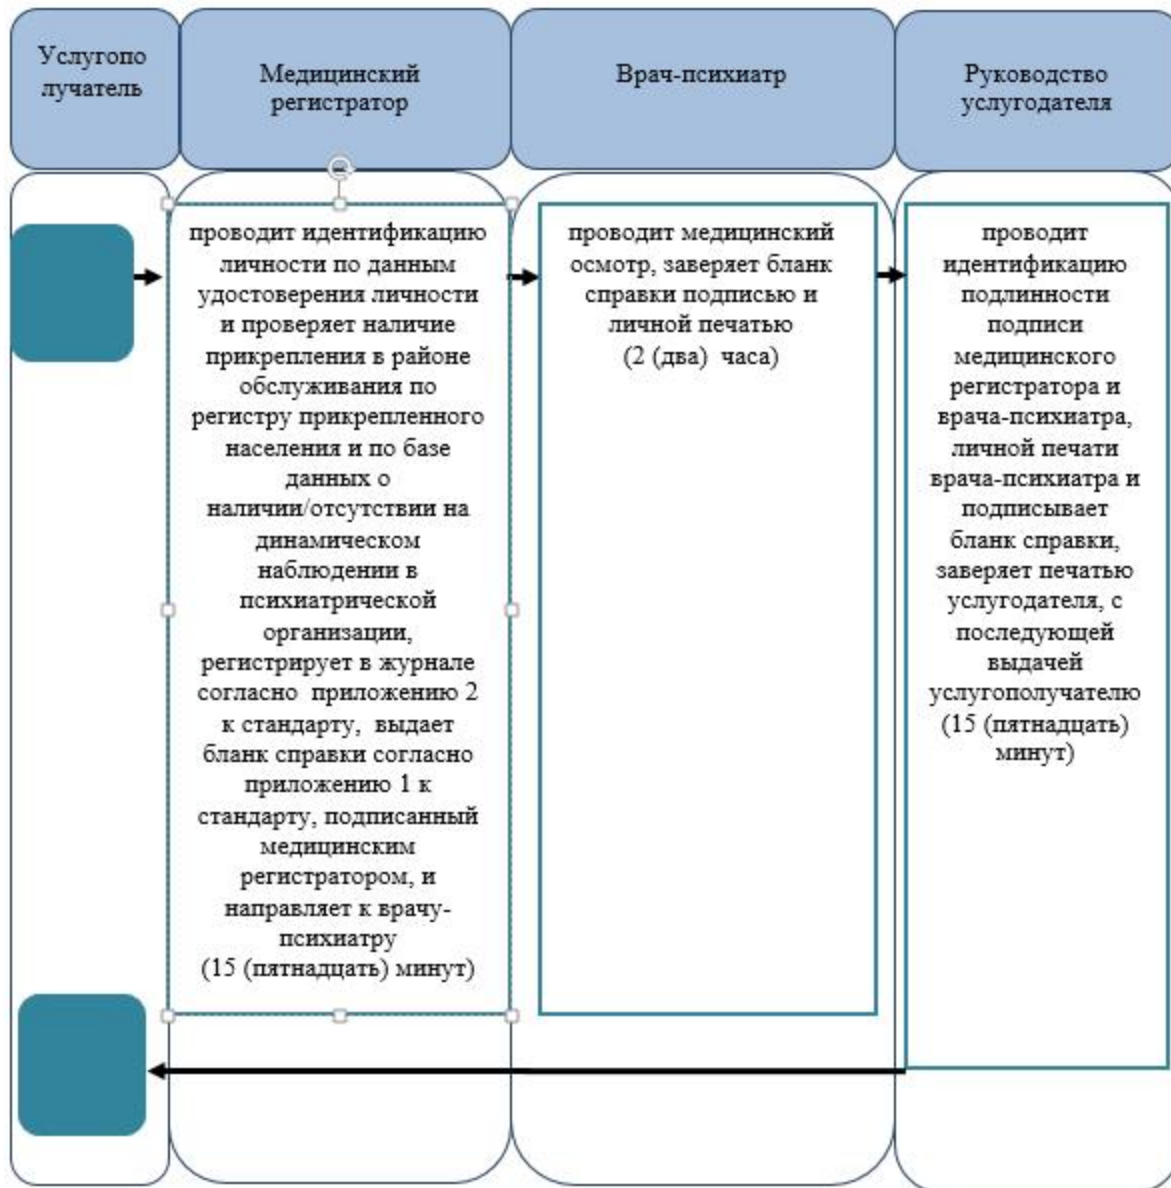 Услугопо
лучатель
Медицинский
регистратор
Врач-психиатр
Руководство
услугодателя
проводит идентификацию
личности по данным
удостоверения личности
и проверяет наличие
прикрепления в районе
обслуживания по
регистру прикрепленного
населения и по базе
данных о
наличии/отсутствии на
динамическом
наблюдении в
психиатрической
организации,
регистрирует в журнале
согласно приложению 2
к стандарту, выдает
бланк справки согласно
приложению 1 к
стандарту, подписанный
медицинским
регистратором, и
направляет к врачу-
психиатру
(15 (пятнадцать) минут)
проводит медицинский
осмотр, заверяет бланк
справки подписью и
личной печатью
(2 (два) часа)
проводит
идентификацию
подлинности
подписи
медицинского
регистратора и
врача-психиатра,
личной печати
врача-психиатра и
подписывает
бланк справки,
заверяет печатью
услугодателя, с
последующей
выдачей
услугополучателю
(15 (пятнадцать)
минут)